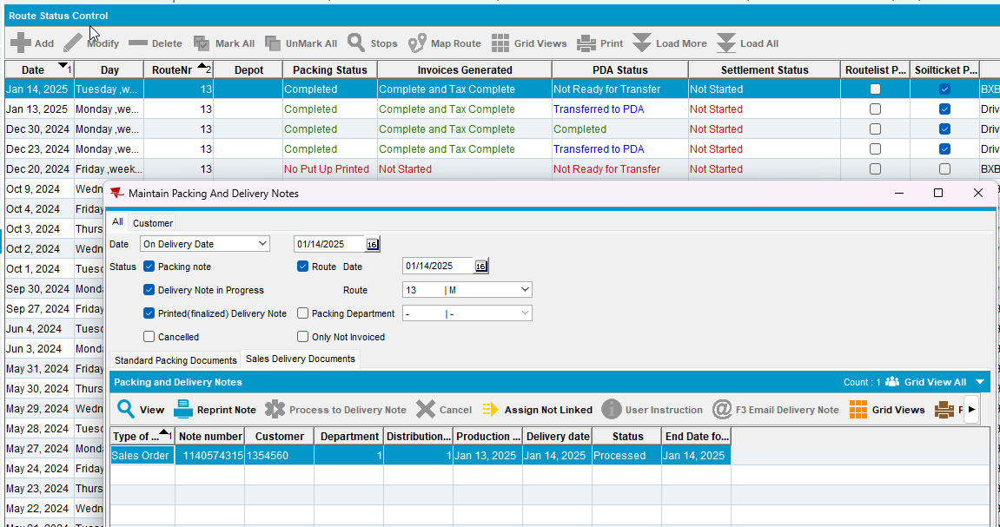 Route Status Control
Add Modify Delete Mark All UnMark All Stops Map Route Grid Views Print Load More Load All
Date 1 Day RouteNr 2 Depot Packing Status Invoices Generated PDA Status Settlement Status Routelist P... Soilticket P...
Jan 14, 2025 Tuesday ,w... 13 Completed Complete and Tax Complete Not Ready for Transfer Not Started BXB
Jan 13, 2025 Monday ,we... 13 Completed Complete and Tax Complete Transferred to PDA Not Started Driv
Dec 30, 2024 Monday ,we... 13 Completed Complete and Tax Complete Completed Not Started Driv
Dec 23, 2024 Monday ,we... 13 Completed Complete and Tax Complete Transferred to PDA Not Started Driv
Dec 20, 2024 Friday ,week... 13 No Put Up Printed Not Started Not Ready for Transfer Not Started BXB
Oct 9, 2024 Wedn
Oct 4, 2024 Friday
Oct 3, 2024 Thurs
Oct 2, 2024 Wedn
Oct 1, 2024 Tuesc
Sep 30, 2024 Mond
Sep 27, 2024 Friday
Jun 4, 2024 Tuesc
Jun 3, 2024 Mond
May 31, 2024 Friday
May 30, 2024 Thurs
May 29, 2024 Wedn
May 28, 2024 Tuesc
May 27, 2024 Mond
May 24, 2024 Friday
May 23, 2024 Thurs
May 22, 2024 Wedn
Maintain Packing And Delivery Notes
All Customer
Date On Delivery Date 01/14/2025 16
Status Packing note Route Date 01/14/2025 16
Delivery Note in Progress Route 13 | M
Printed(finalized) Delivery Note Packing Department - | -
Cancelled Only Not Invoiced
Standard Packing Documents Sales Delivery Documents
Packing and Delivery Notes Count : 1 Grid View All
View Reprint Note Process to Delivery Note Cancel Assign Not Linked User Instruction F3 Email Delivery Note Grid Views
Type of ... 1 Note number Customer Department Distribution... Production ... Delivery date Status End Date fo...
Sales Order 1140574315 1354560 1 1 Jan 13, 2025 Jan 14, 2025 Processed Jan 14, 2025